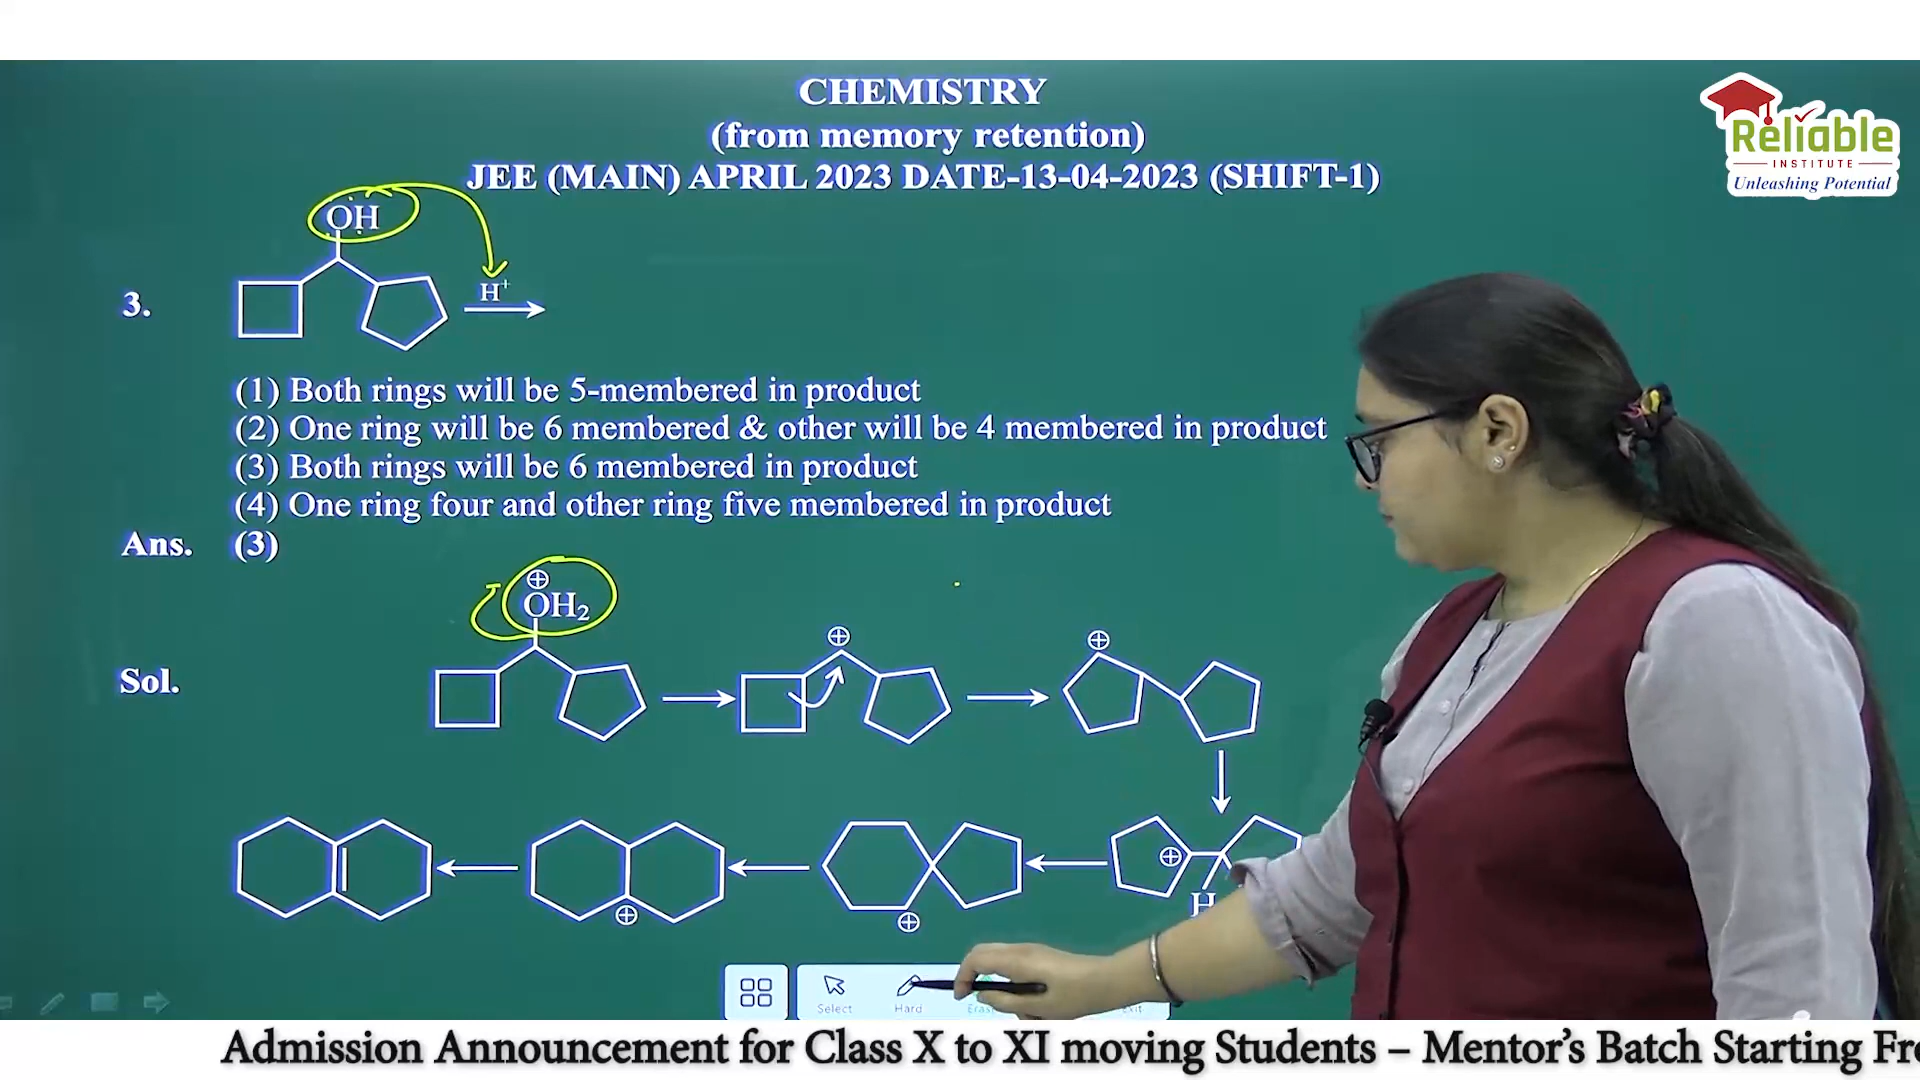 CHEMISTRY
(from memory retention)
JEE (MAIN) APRIL 2023 DATE-13-04-2023 (SHIFT-1)
Reliable
INSTITUTE
Unleashing Potential
OH
3.
H⁺
(1) Both rings will be 5-membered in product
(2) One ring will be 6 membered & other will be 4 membered in product
(3) Both rings will be 6 membered in product
(4) One ring four and other ring five membered in product
Ans. (3)
⊕
OH₂
⊕
⊕
Sol.
⊕
H
⊕
⊕
Select
Hard
Exit
Admission Announcement for Class X to XI moving Students – Mentor's Batch Starting